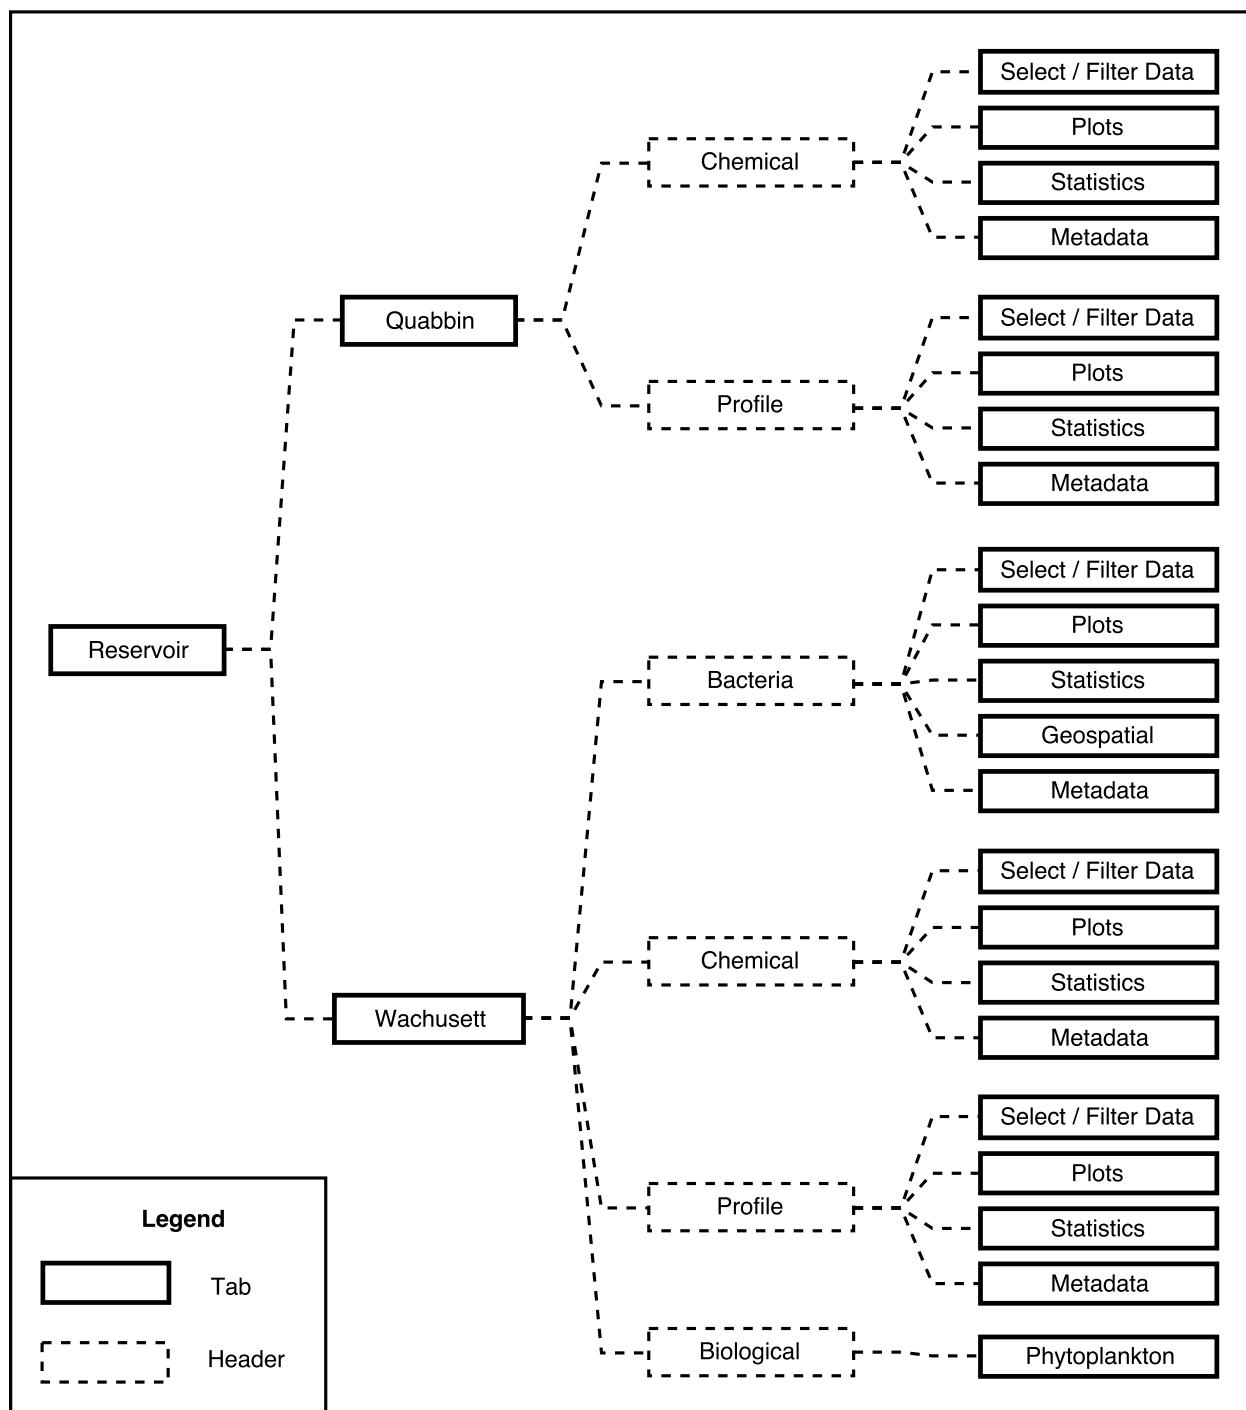 Select / Filter Data
Plots
Chemical
Statistics
Metadata
Quabbin
Select / Filter Data
Plots
Profile
Statistics
Metadata
Reservoir
Select / Filter Data
Plots
Bacteria
Statistics
Geospatial
Metadata
Select / Filter Data
Plots
Chemical
Statistics
Wachusett
Metadata
Select / Filter Data
Plots
Profile
Statistics
Metadata
Biological
Phytoplankton
Legend
Tab
Header